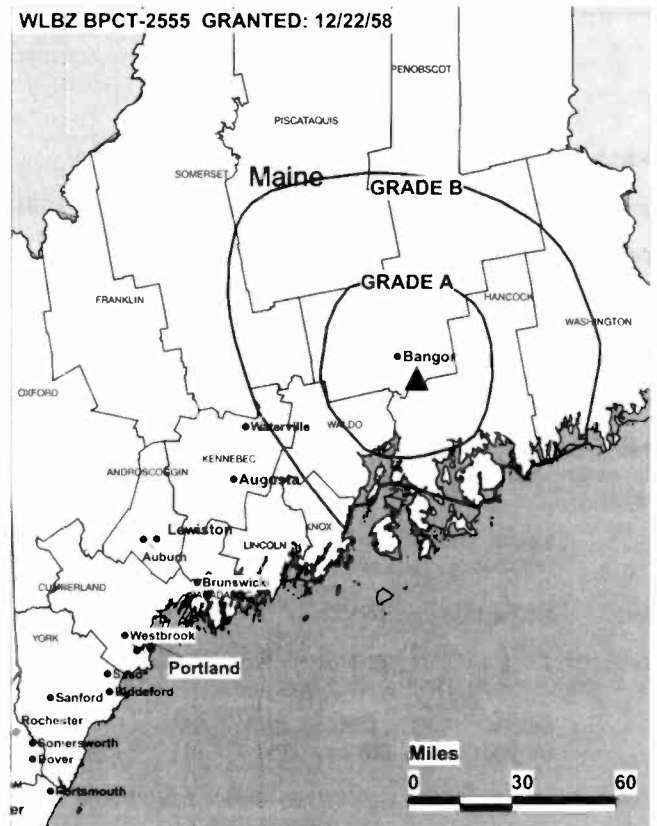 WLBZ BPCT-2555 GRANTED: 12/22/58
PENOBSCOT
PISCATAQUIS
SOMERSET
Maine
GRADE B
GRADE A
HANCOCK
FRANKLIN
WASHINGTON
Bangor
OXFORD
Waterville
WALDO
KENNEBEC
ANDROSCOGGIN
Augusta
Lewiston
KNOX
Auburn
LINCOLN
Brunswick
CUMBERLAND
Westbrook
YORK
Portland
Saco
Biddeford
Sanford
Rochester
Somersworth
Dover
Miles
Portsmouth
0 30 60
er